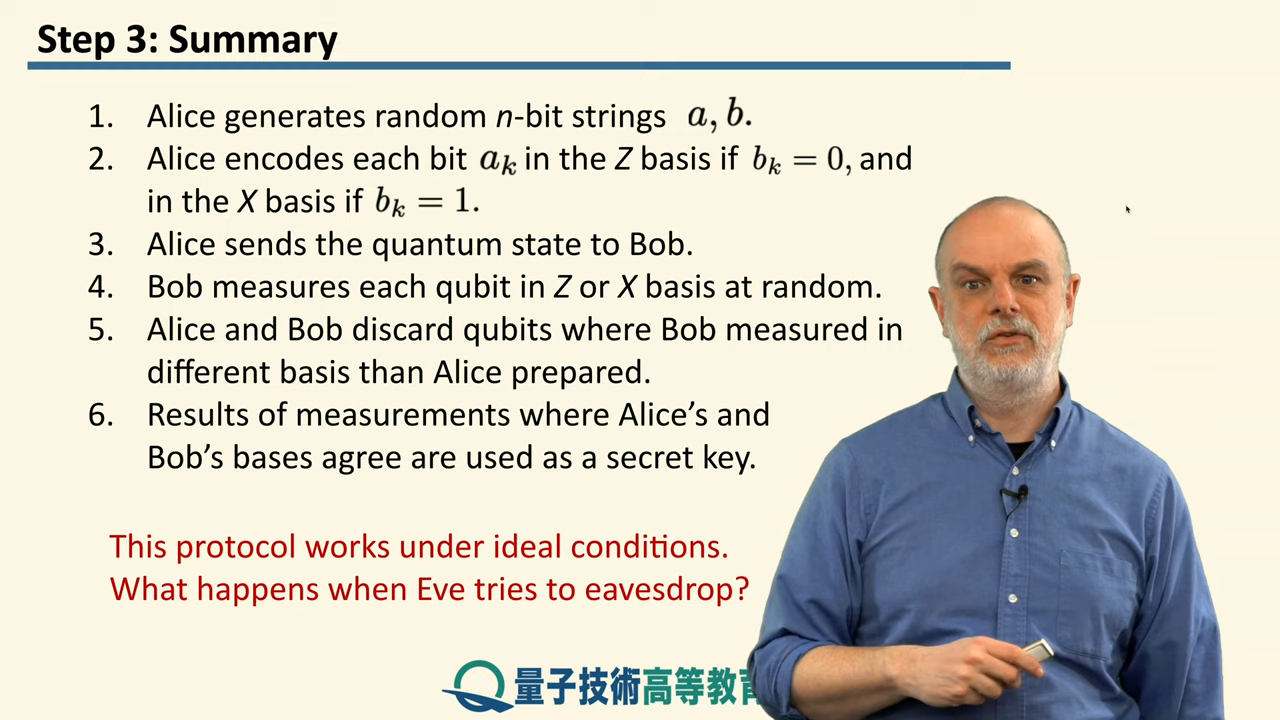 Step 3: Summary
1. Alice generates random n-bit strings a, b.
2. Alice encodes each bit aₖ in the Z basis if bₖ = 0, and
in the X basis if bₖ = 1.
3. Alice sends the quantum state to Bob.
4. Bob measures each qubit in Z or X basis at random.
5. Alice and Bob discard qubits where Bob measured in
different basis than Alice prepared.
6. Results of measurements where Alice's and
Bob's bases agree are used as a secret key.
This protocol works under ideal conditions.
What happens when Eve tries to eavesdrop?
量子技術高等教育